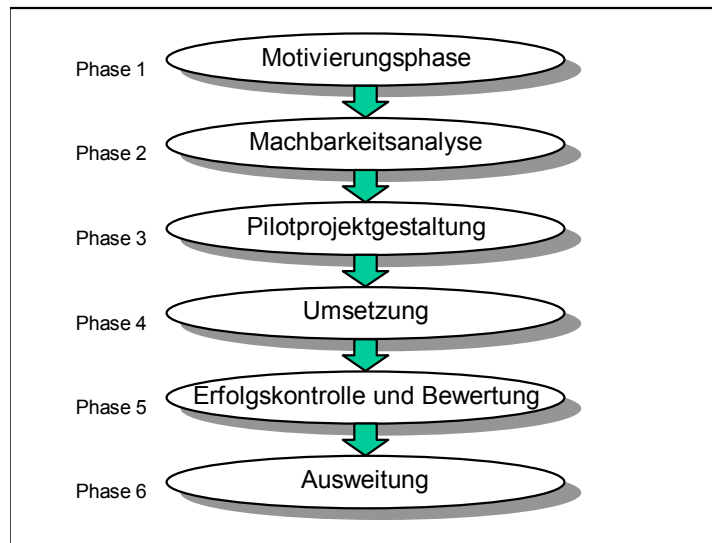 Phase 1 Motivierungsphase
Phase 2 Machbarkeitsanalyse
Phase 3 Pilotprojektgestaltung
Phase 4 Umsetzung
Phase 5 Erfolgskontrolle und Bewertung
Phase 6 Ausweitung